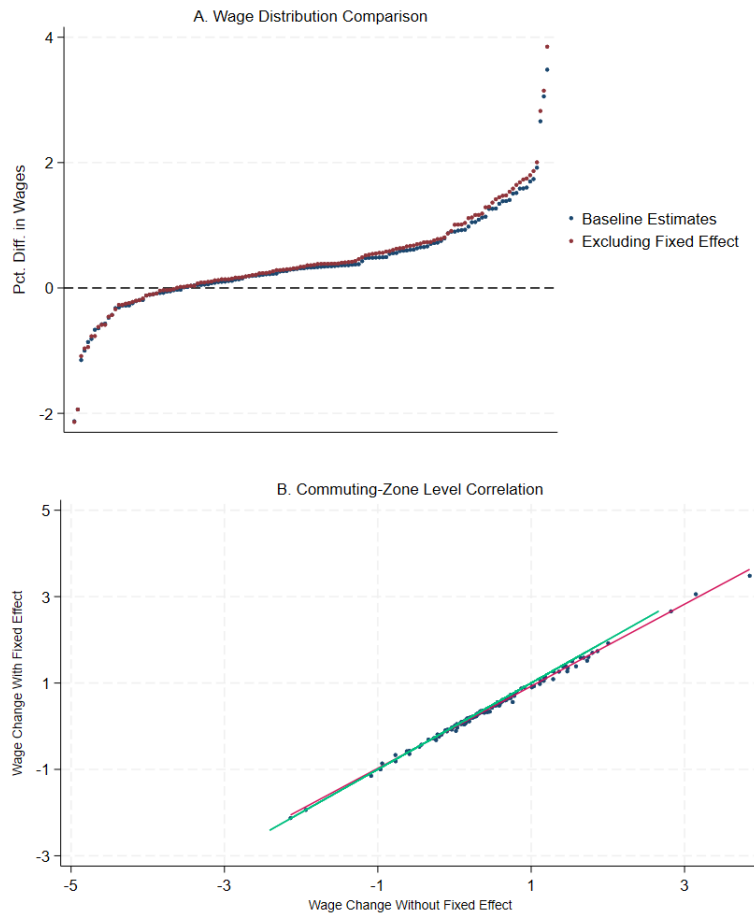 A. Wage Distribution Comparison
4
2
0
-2
Pct. Diff. in Wages
Baseline Estimates
Excluding Fixed Effect
B. Commuting-Zone Level Correlation
5
3
1
-1
-3
Wage Change With Fixed Effect
-5
-3
-1
1
3
Wage Change Without Fixed Effect